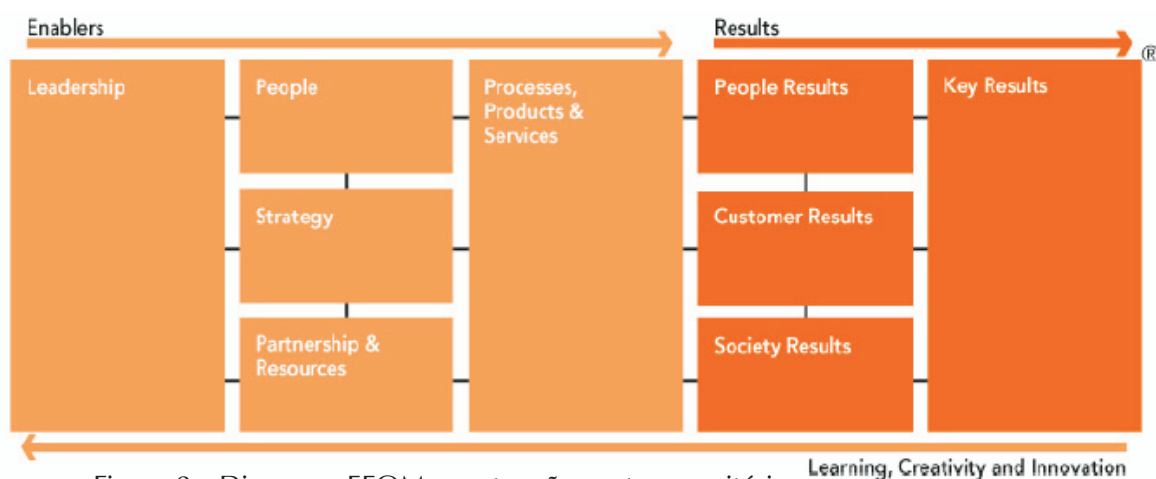 Enablers
Results
®
Leadership
People
Processes,
Products &
Services
People Results
Key Results
Strategy
Customer Results
Partnership &
Resources
Society Results
Learning, Creativity and Innovation